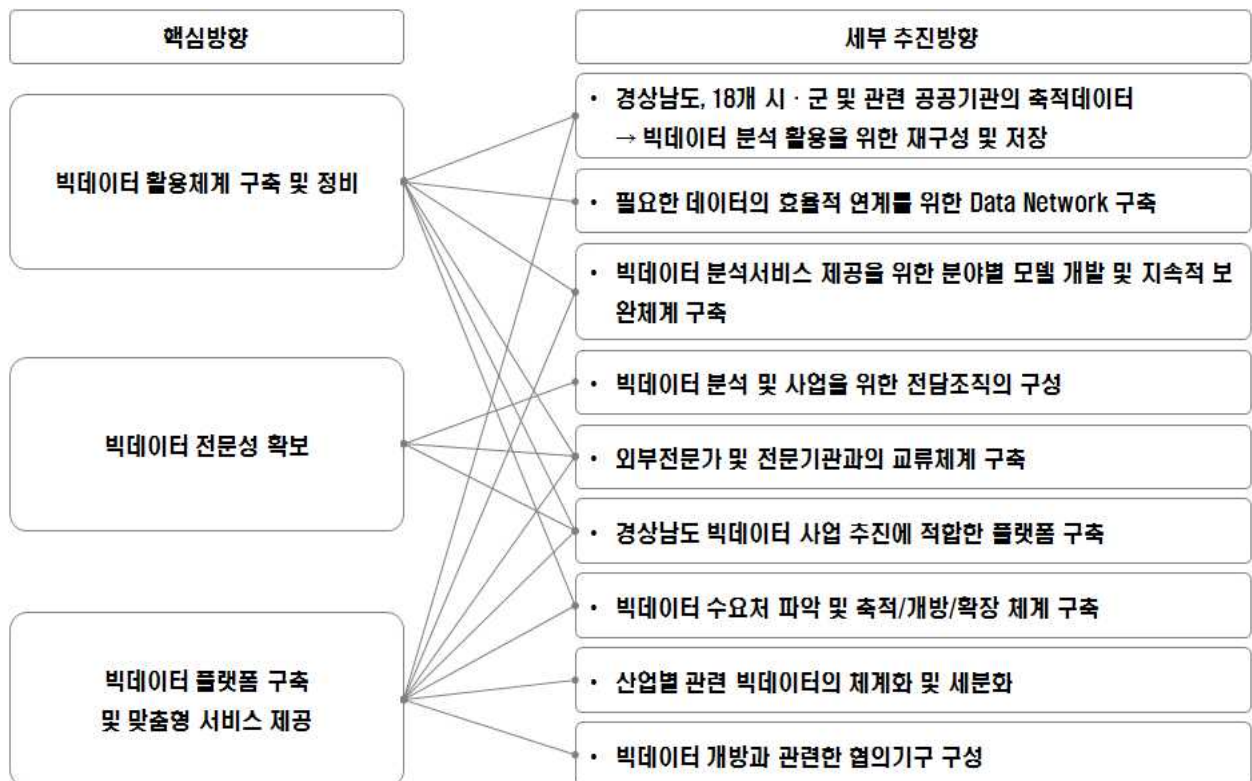 핵심방향
세부 추진방향
빅데이터 활용체계 구축 및 정비
• 경상남도, 18개 시 · 군 및 관련 공공기관의 축적데이터
→ 빅데이터 분석 활용을 위한 재구성 및 저장
• 필요한 데이터의 효율적 연계를 위한 Data Network 구축
• 빅데이터 분석서비스 제공을 위한 분야별 모델 개발 및 지속적 보
완체계 구축
빅데이터 전문성 확보
• 빅데이터 분석 및 사업을 위한 전담조직의 구성
• 외부전문가 및 전문기관과의 교류체계 구축
• 경상남도 빅데이터 사업 추진에 적합한 플랫폼 구축
빅데이터 플랫폼 구축
및 맞춤형 서비스 제공
• 빅데이터 수요처 파악 및 축적/개방/확장 체계 구축
• 산업별 관련 빅데이터의 체계화 및 세분화
• 빅데이터 개방과 관련한 협의기구 구성